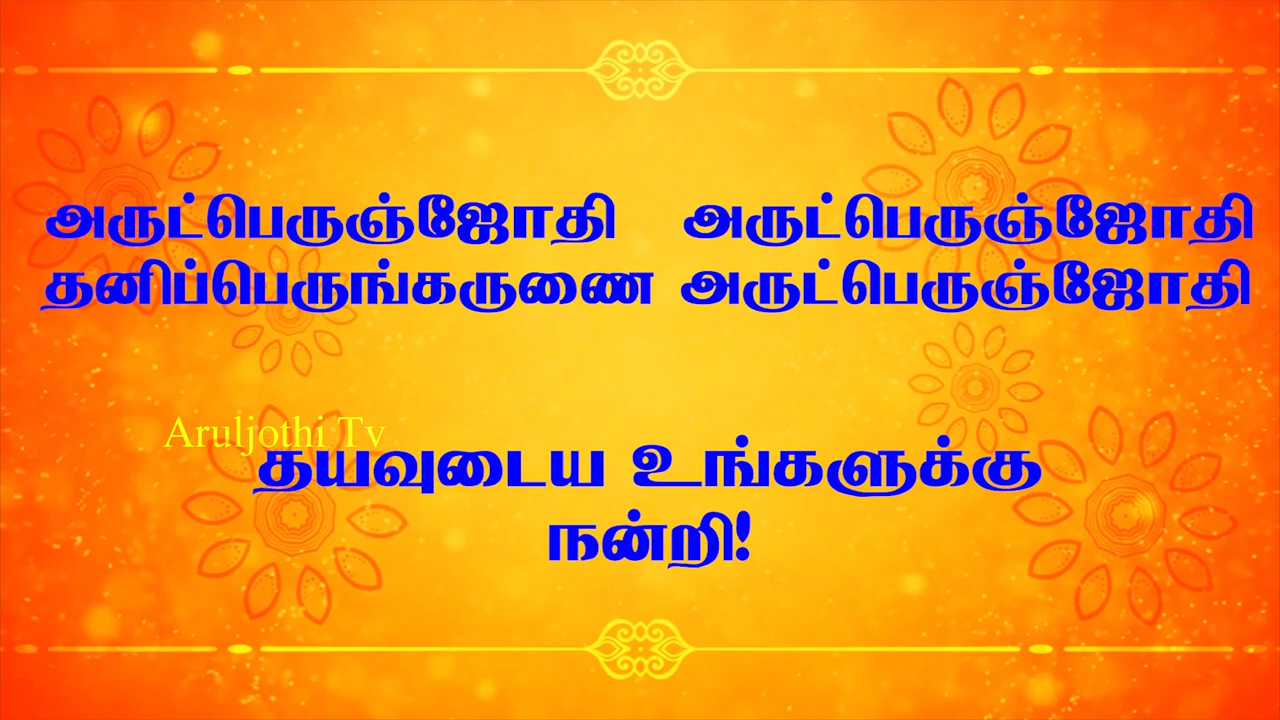 அருட்பெருஞ்ஜோதி அருட்பெருஞ்ஜோதி
தனிப்பெருங்கருணை அருட்பெருஞ்ஜோதி
Aruljothi Tv
தயவுடைய உங்களுக்கு
நன்றி!